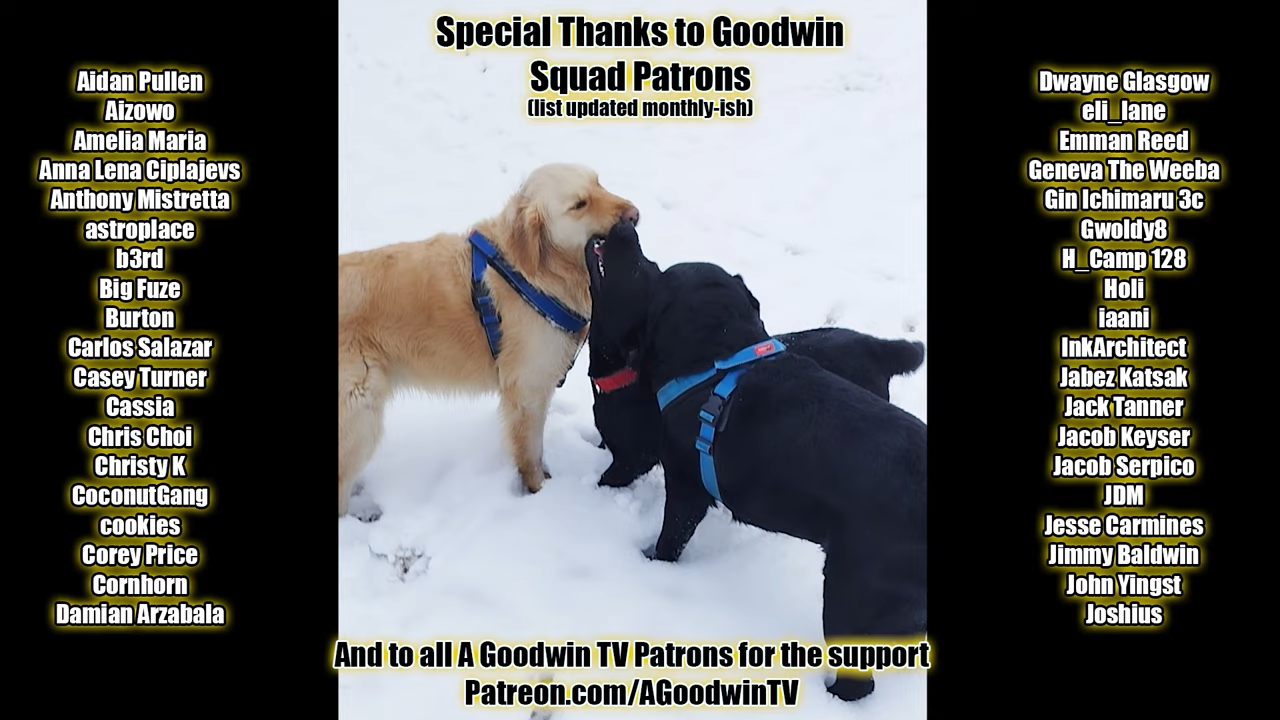 Special Thanks to Goodwin
Squad Patrons
(list updated monthly-ish)
Aidan Pullen
Aizowo
Amelia Maria
Anna Lena Ciplajevs
Anthony Mistretta
astroplace
b3rd
Big Fuze
Burton
Carlos Salazar
Casey Turner
Cassia
Chris Choi
Christy K
CoconutGang
cookies
Corey Price
Cornhorn
Damian Arzabala
Dwayne Glasgow
eli_lane
Emman Reed
Geneva The Weeba
Gin Ichimaru 3c
Gwoldy8
H_Camp 128
Holi
iaani
InkArchitect
Jabez Katsak
Jack Tanner
Jacob Keyser
Jacob Serpico
JDM
Jesse Carmines
Jimmy Baldwin
John Yingst
Joshius
And to all A Goodwin TV Patrons for the support
Patreon.com/AGoodwinTV